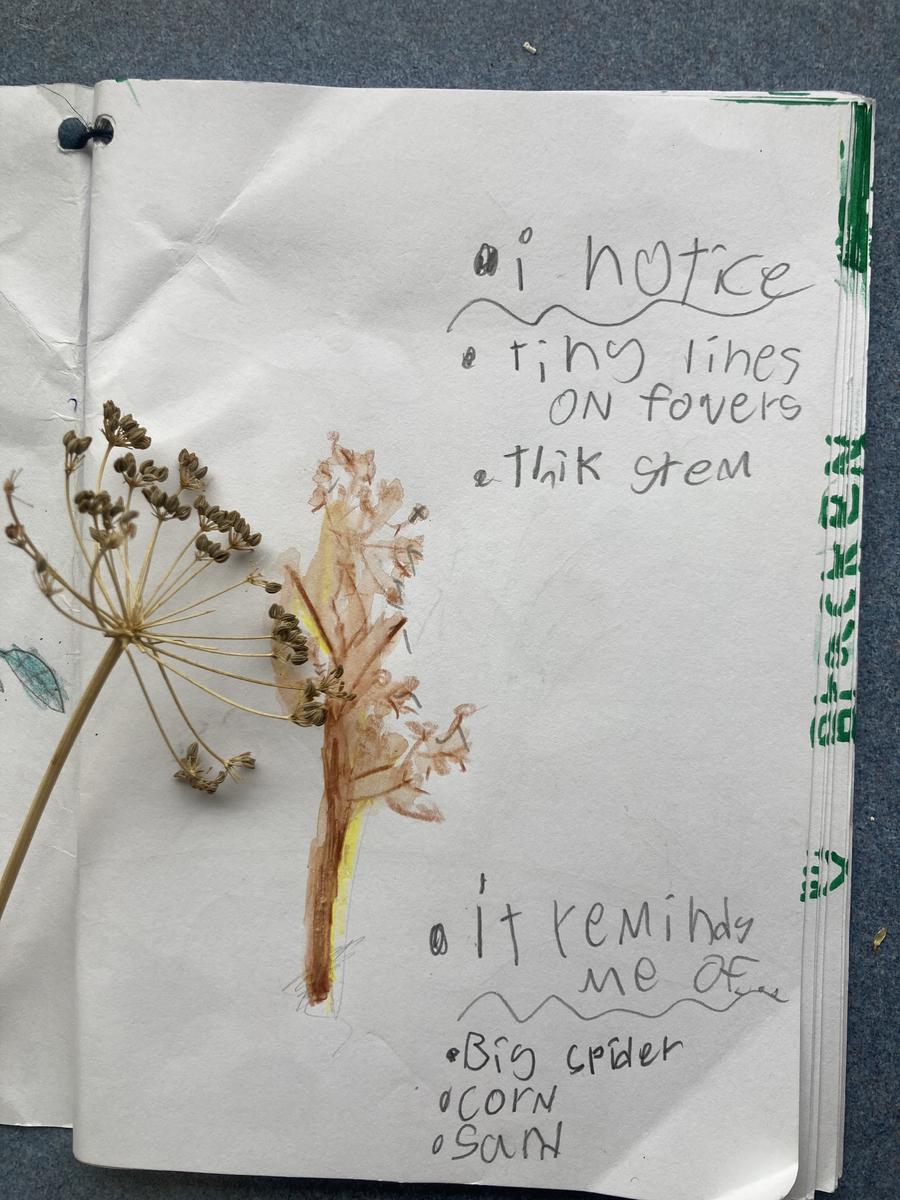 i notice
• tiny lines
ON fowers
• thik stem
• it reminds
me of...
• Big spider
• corn
• sand